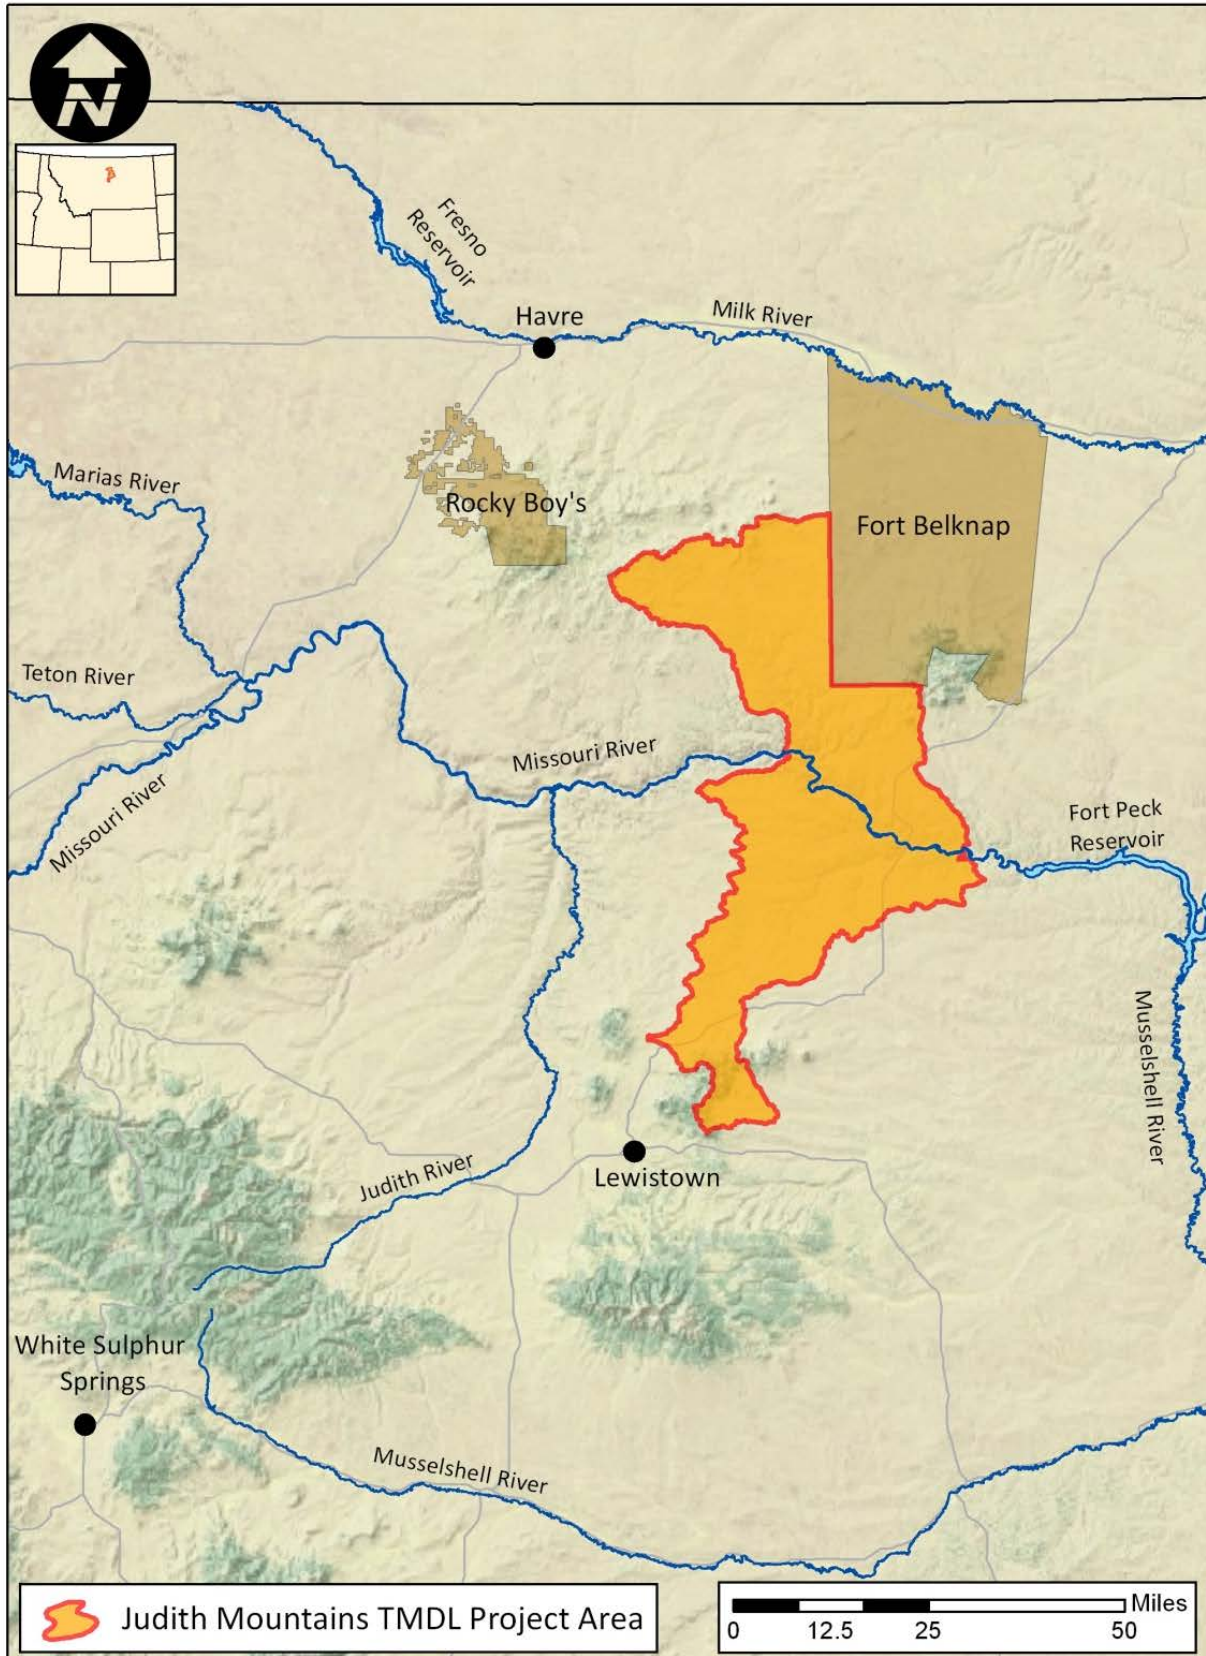 N
Fresno
Reservoir
Havre
Milk River
Marias River
Rocky Boy's
Fort Belknap
Teton River
Missouri River
Missouri River
Fort Peck
Reservoir
Musselshell River
Judith River
Lewistown
White Sulphur
Springs
Musselshell River
Judith Mountains TMDL Project Area
Miles
0 12.5 25 50